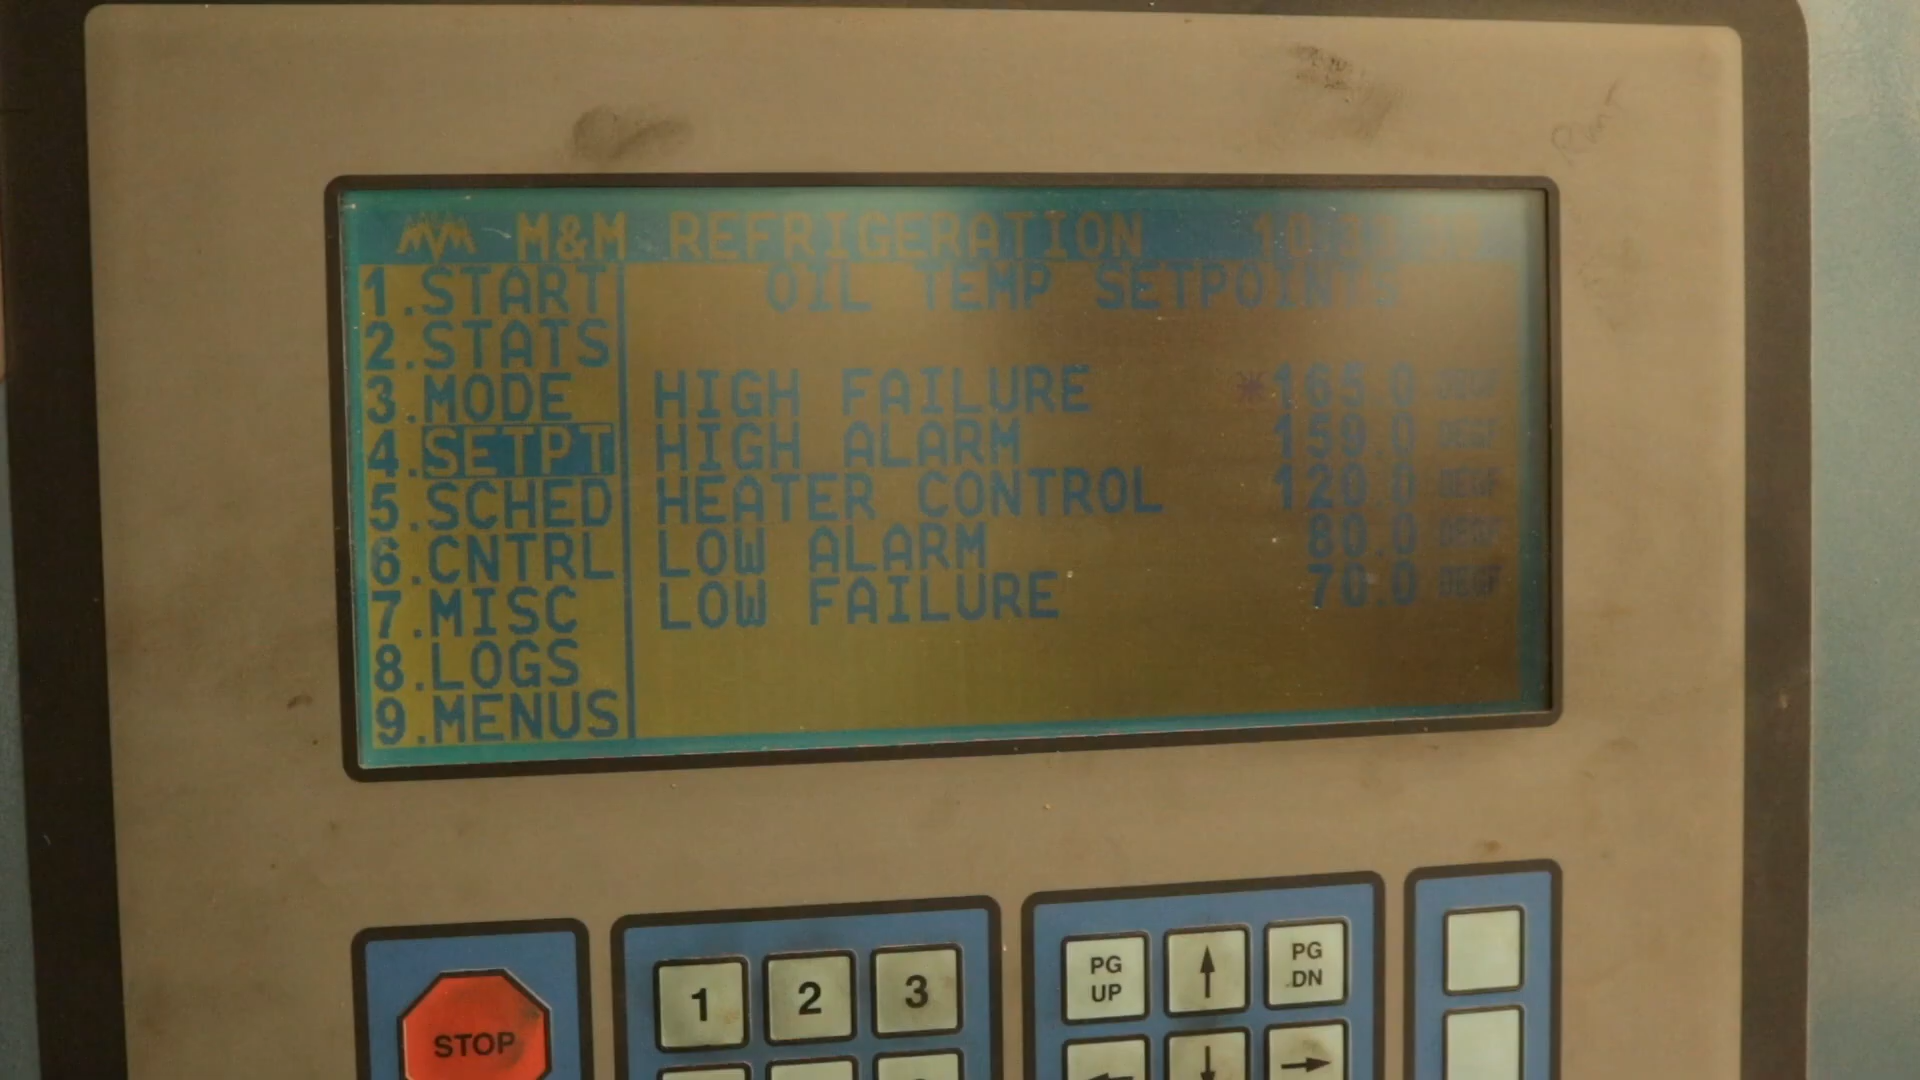 M&M REFRIGERATION
OIL TEMP SETPOINTS
1.START
2.STATS
3.MODE
4.SETPT
5.SCHED
6.CNTRL
7.MISC
8.LOGS
9.MENUS
HIGH FAILURE *165.0 DEGF
HIGH ALARM 159.0 DEGF
HEATER CONTROL 120.0 DEGF
LOW ALARM 80.0 DEGF
LOW FAILURE 70.0 DEGF
STOP
1 2 3
PG UP ↑ PG DN
← ↓ →